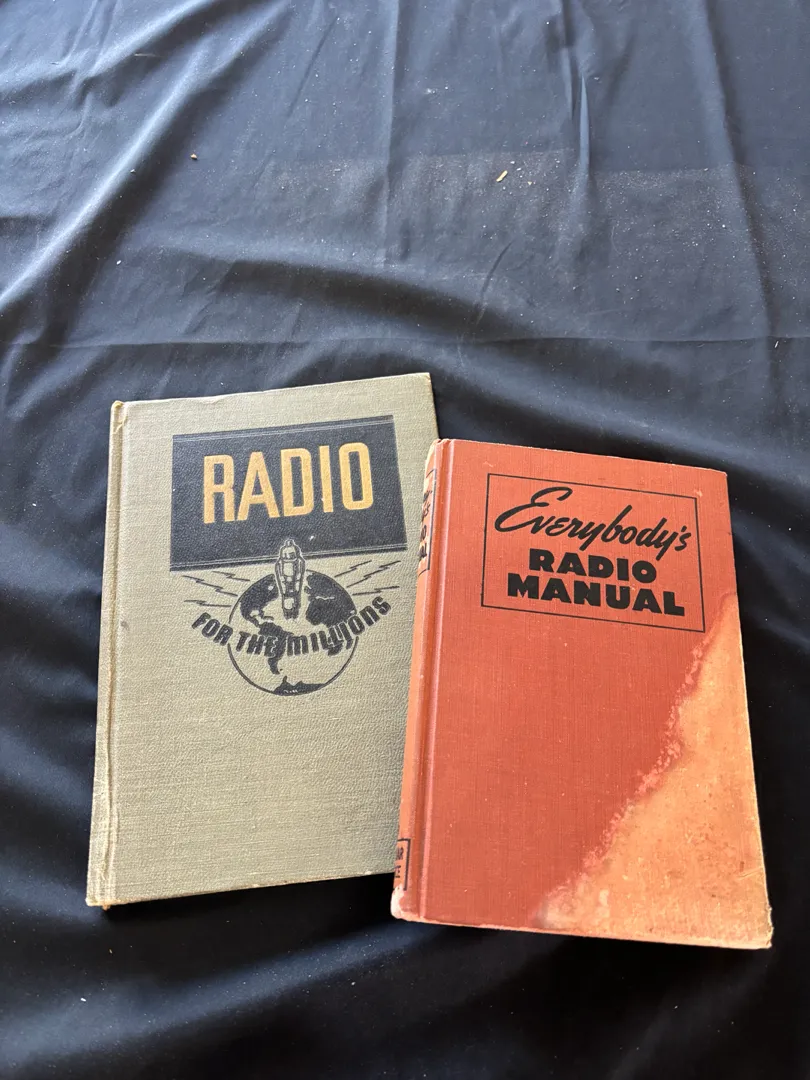 RADIO
FOR THE MILLIONS
Everybody's
RADIO
MANUAL